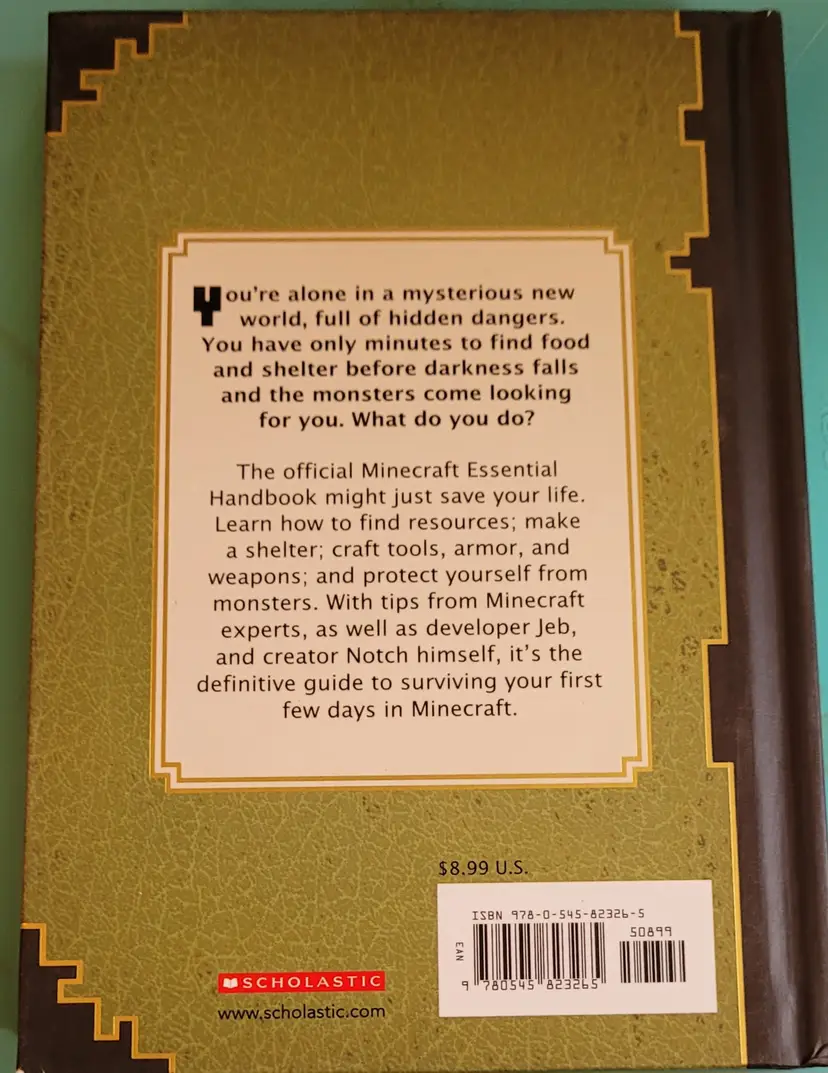 You're alone in a mysterious new
world, full of hidden dangers.
You have only minutes to find food
and shelter before darkness falls
and the monsters come looking
for you. What do you do?
The official Minecraft Essential
Handbook might just save your life.
Learn how to find resources; make
a shelter; craft tools, armor, and
weapons; and protect yourself from
monsters. With tips from Minecraft
experts, as well as developer Jeb,
and creator Notch himself, it's the
definitive guide to surviving your first
few days in Minecraft.
$8.99 U.S.
ISBN 978-0-545-82326-5
50899
EAN
9 780545 823265
SCHOLASTIC
www.scholastic.com